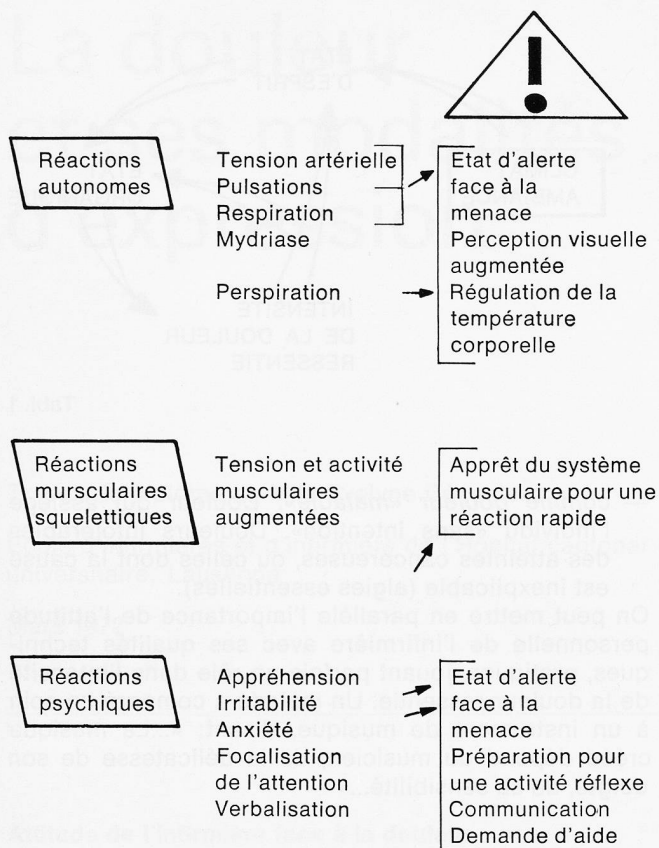 !
Réactions
autonomes
Tension artérielle
Pulsations
Respiration
Mydriase
Perspiration
Etat d'alerte
face à la
menace
Perception visuelle
augmentée
Régulation de la
température
corporelle
Réactions
mursculaires
squelettiques
Tension et activité
musculaires
augmentées
Apprêt du système
musculaire pour une
réaction rapide
Réactions
psychiques
Appréhension
Irritabilité
Anxiété
Focalisation
de l'attention
Verbalisation
Etat d'alerte
face à la
menace
Préparation pour
une activité réflexe
Communication
Demande d'aide